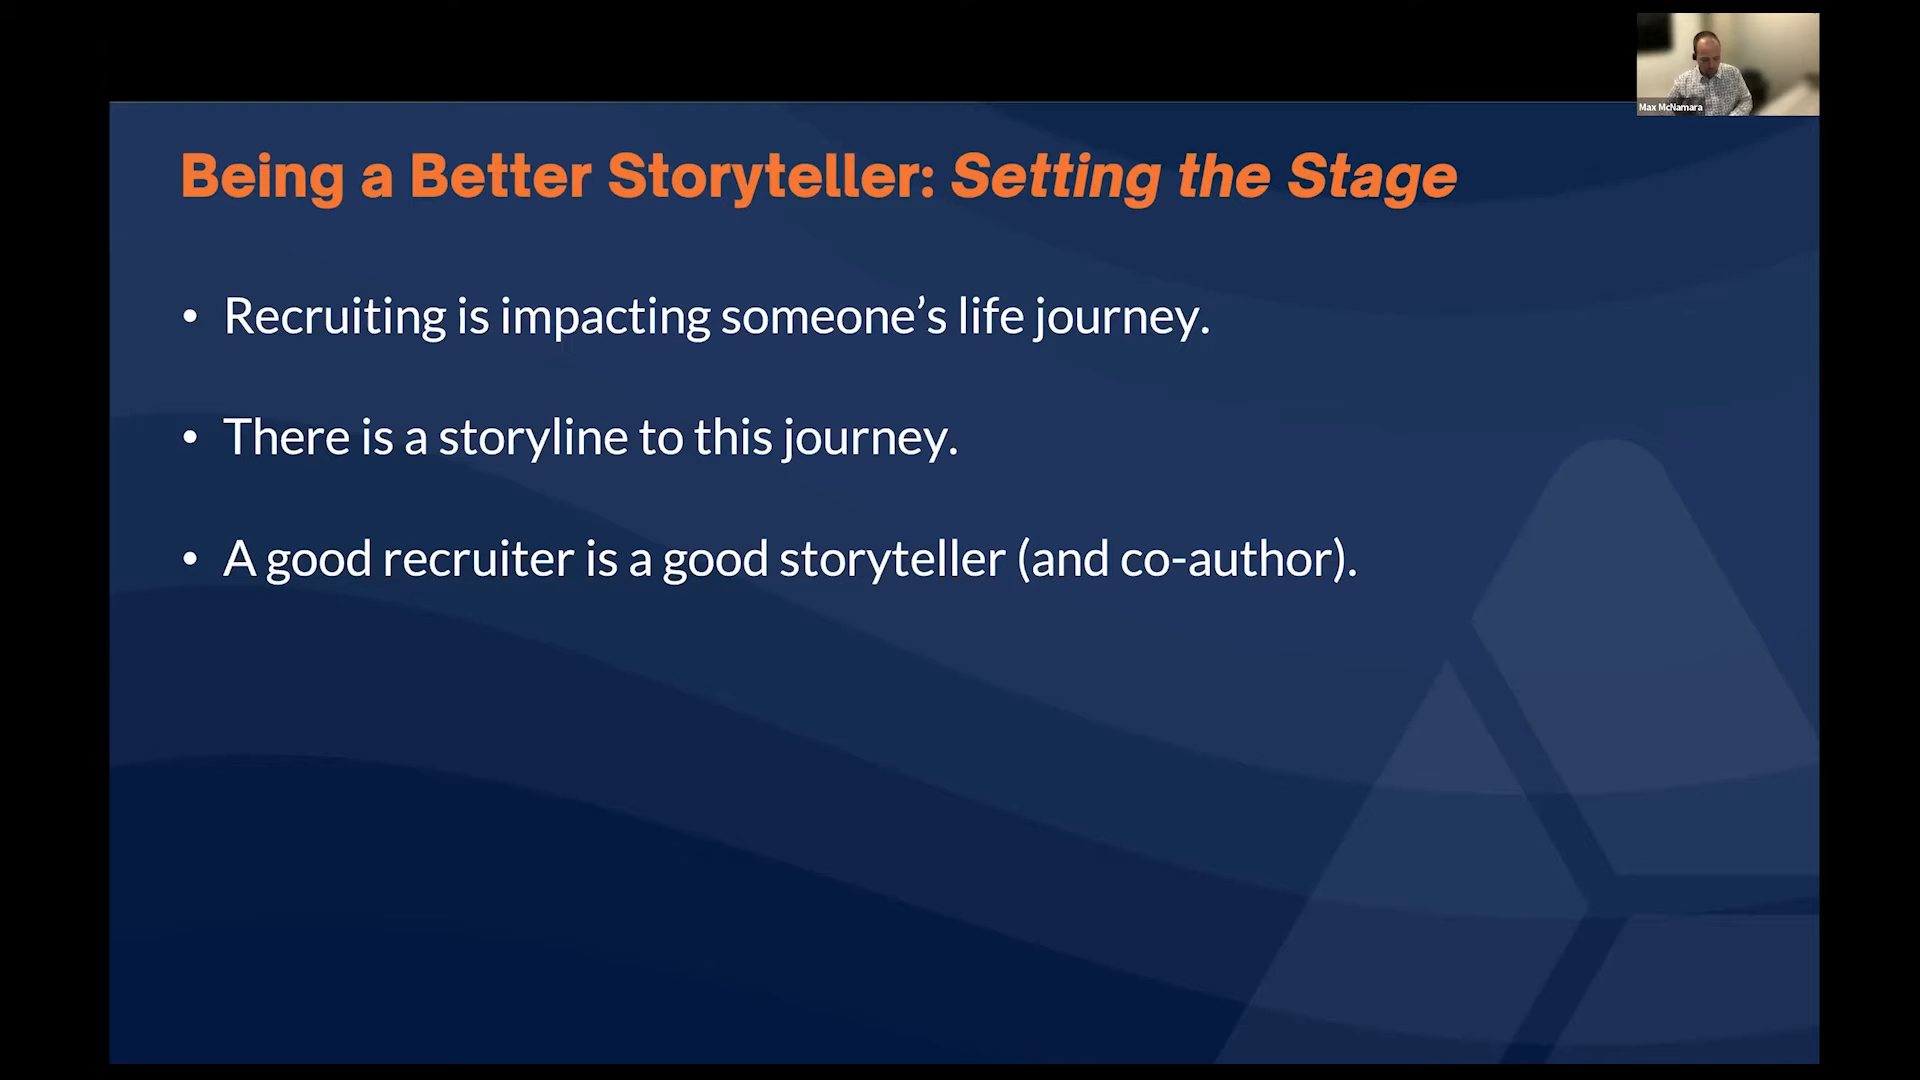 Max McNamara
Being a Better Storyteller: Setting the Stage
• Recruiting is impacting someone’s life journey.
• There is a storyline to this journey.
• A good recruiter is a good storyteller (and co-author).